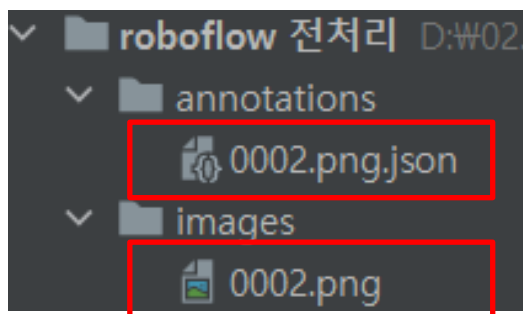 roboflow 전처리 D:₩02.
annotations
0002.png.json
images
0002.png